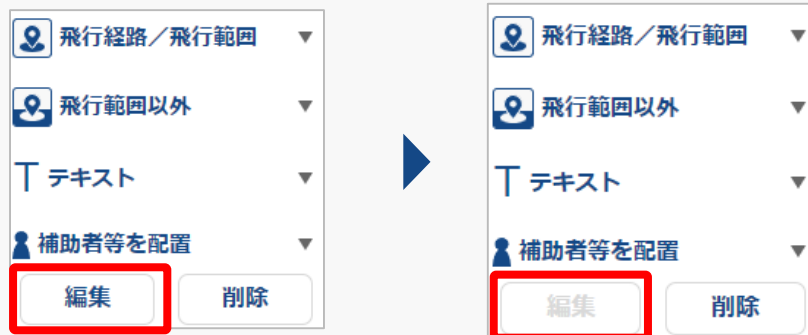 飛行経路／飛行範囲 ▼
飛行範囲以外 ▼
テキスト ▼
補助者等を配置 ▼
編集 削除
飛行経路／飛行範囲 ▼
飛行範囲以外 ▼
テキスト ▼
補助者等を配置 ▼
編集 削除